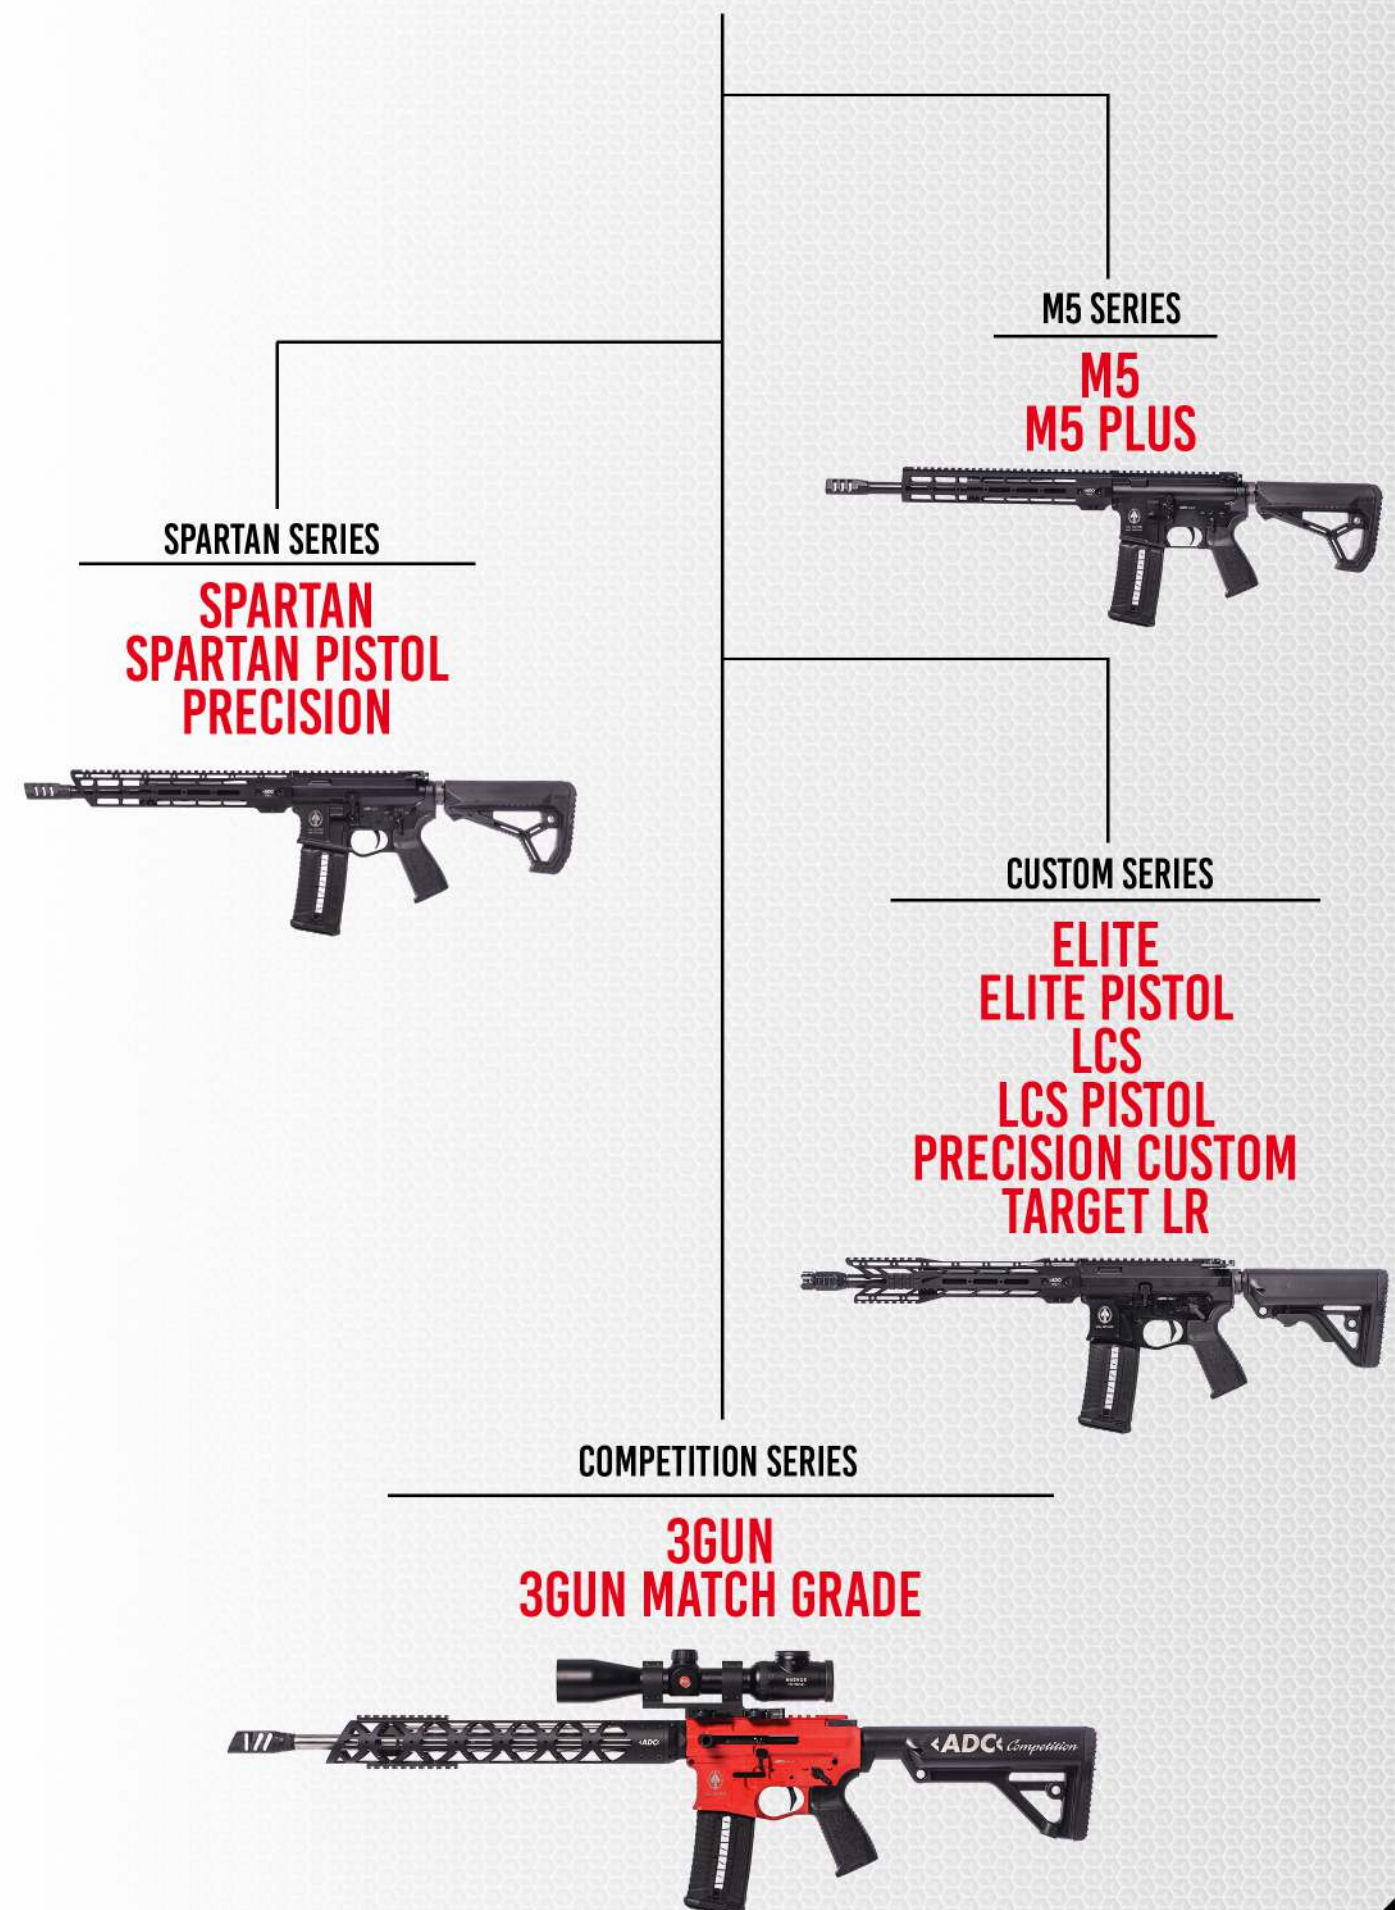 M5 SERIES
M5
M5 PLUS
SPARTAN SERIES
SPARTAN
SPARTAN PISTOL
PRECISION
CUSTOM SERIES
ELITE
ELITE PISTOL
LCS
LCS PISTOL
PRECISION CUSTOM
TARGET LR
COMPETITION SERIES
3GUN
3GUN MATCH GRADE
ADC
ADC Competition